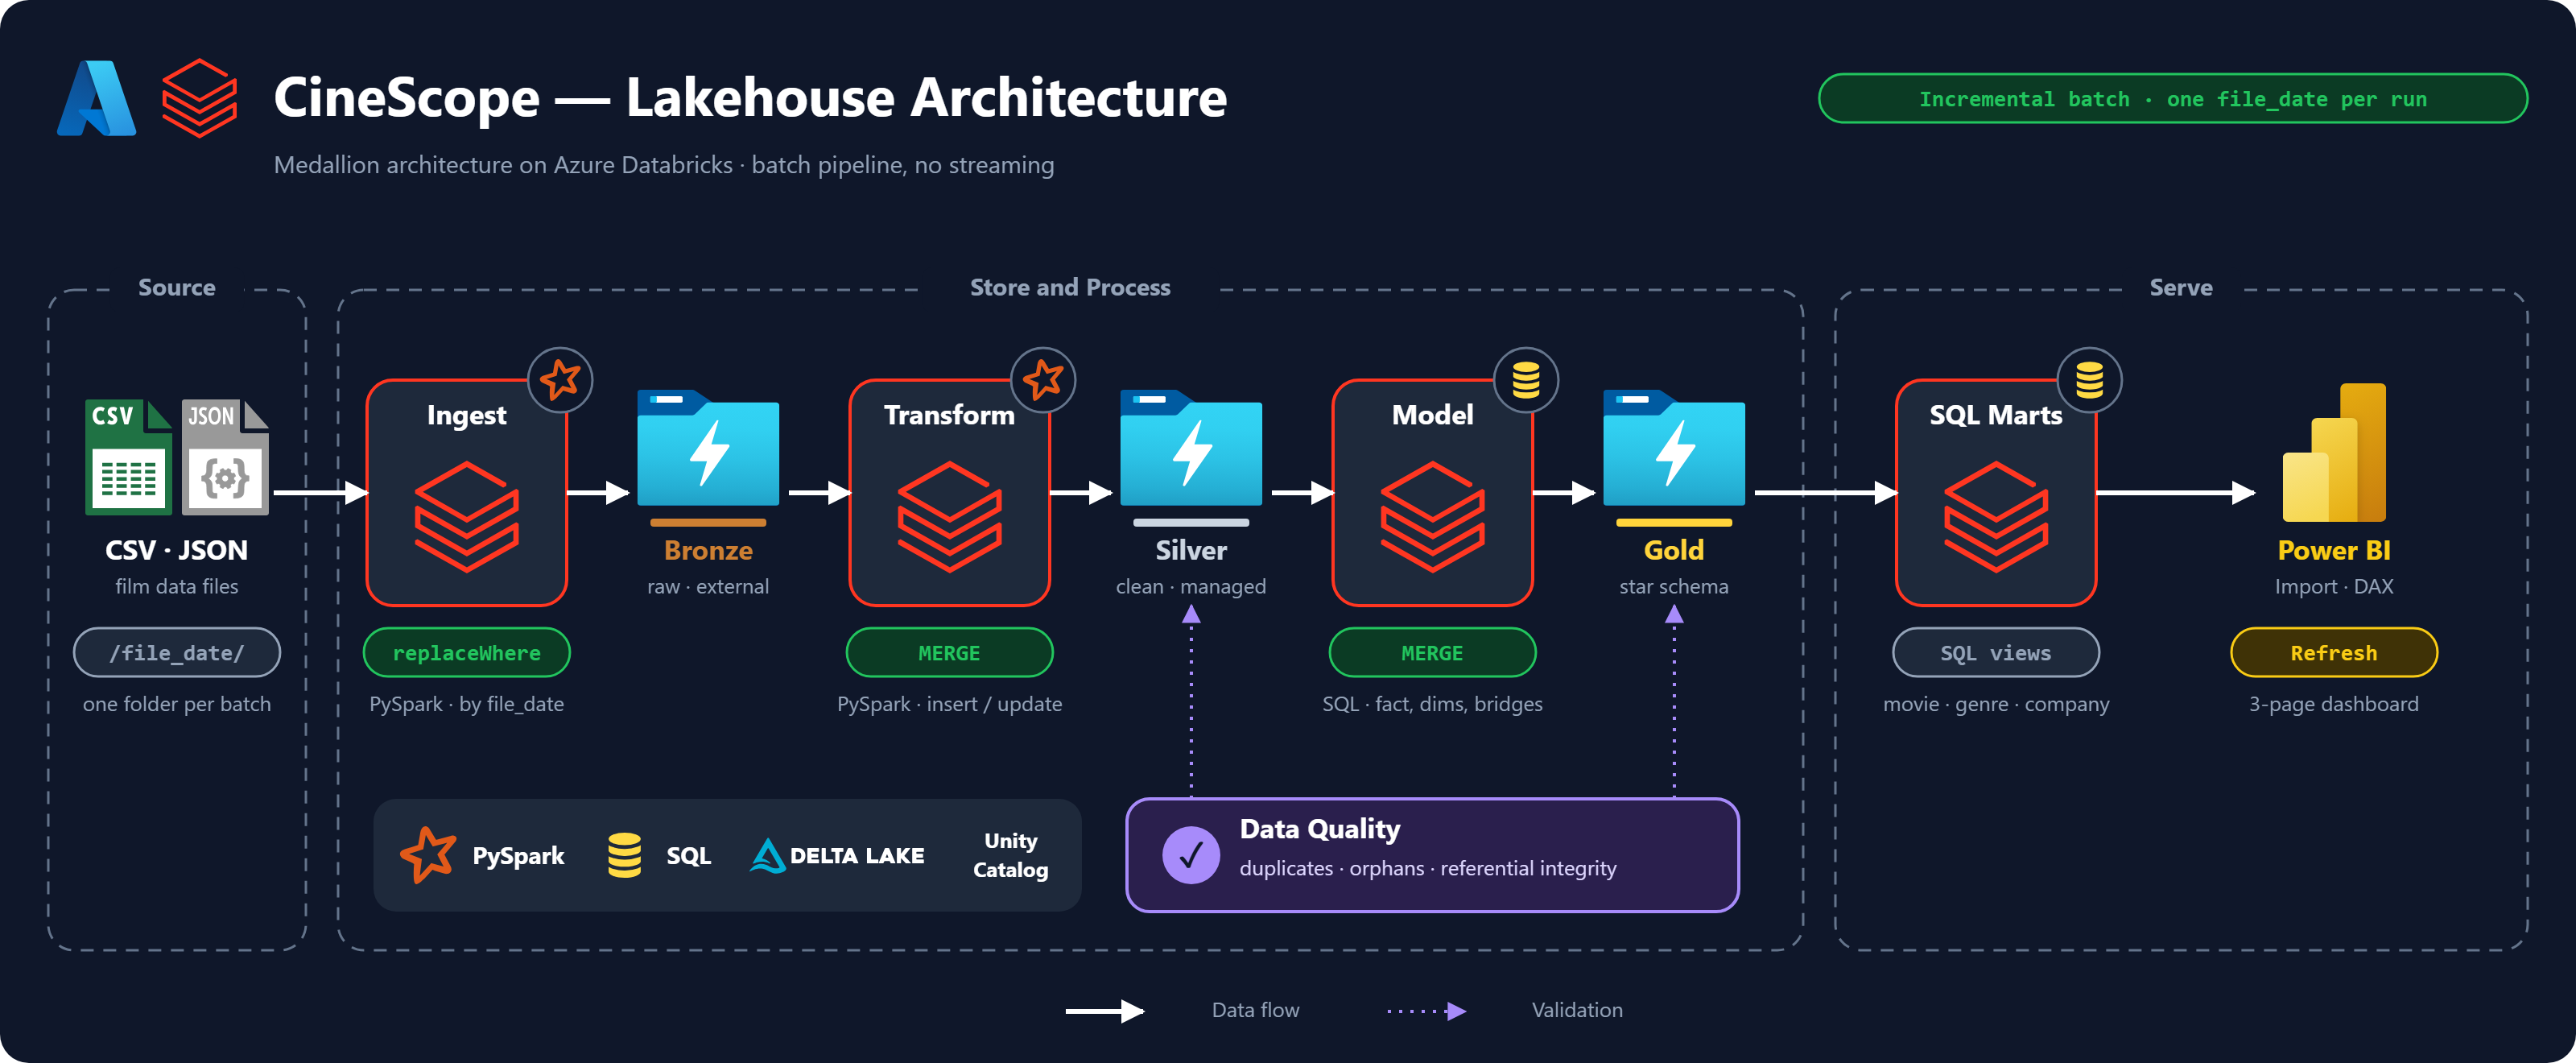 CineScope — Lakehouse Architecture
Incremental batch · one file_date per run
Medallion architecture on Azure Databricks · batch pipeline, no streaming
Source
Store and Process
Serve
CSV
JSON
CSV · JSON
film data files
/file_date/
one folder per batch
Ingest
replaceWhere
PySpark · by file_date
Bronze
raw · external
Transform
MERGE
PySpark · insert / update
Silver
clean · managed
Model
MERGE
SQL · fact, dims, bridges
Gold
star schema
SQL Marts
SQL views
movie · genre · company
Power BI
Import · DAX
Refresh
3-page dashboard
PySpark
SQL
DELTA LAKE
Unity
Catalog
Data Quality
duplicates · orphans · referential integrity
Data flow
Validation